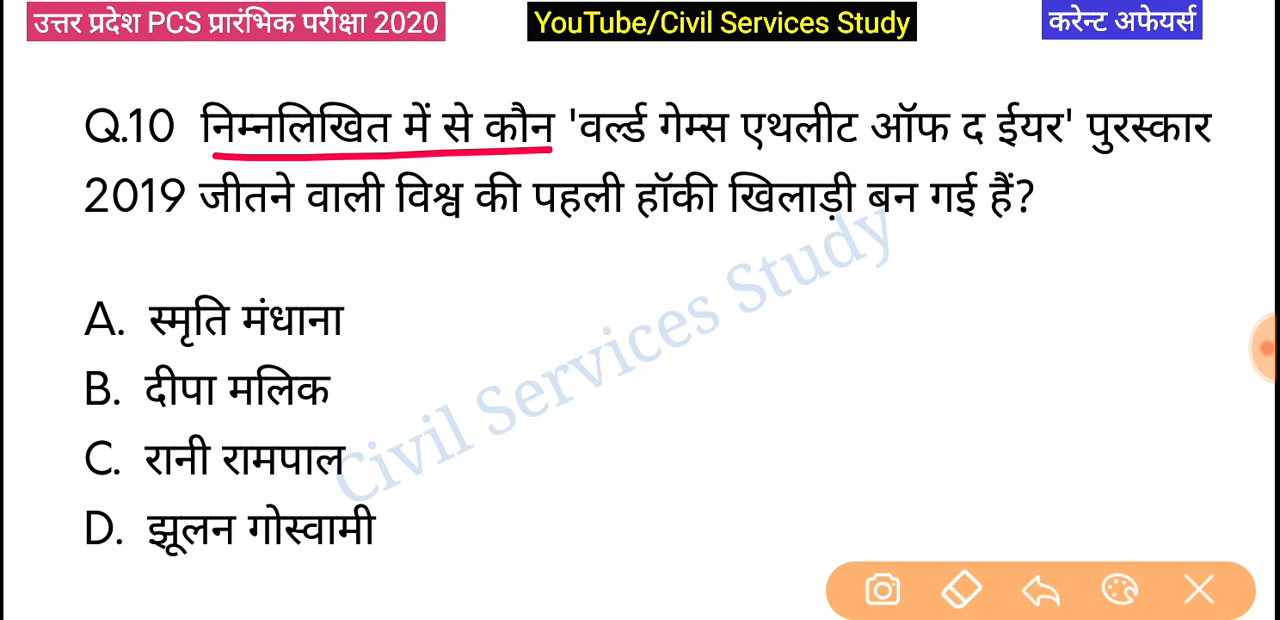 उत्तर प्रदेश PCS प्रारंभिक परीक्षा 2020
YouTube/Civil Services Study
करेन्ट अफेयर्स
Q.10 निम्नलिखित में से कौन 'वर्ल्ड गेम्स एथलीट ऑफ द ईयर' पुरस्कार
2019 जीतने वाली विश्व की पहली हॉकी खिलाड़ी बन गई हैं?
A. स्मृति मंधाना
B. दीपा मलिक
C. रानी रामपाल
D. झूलन गोस्वामी
Civil Services Study